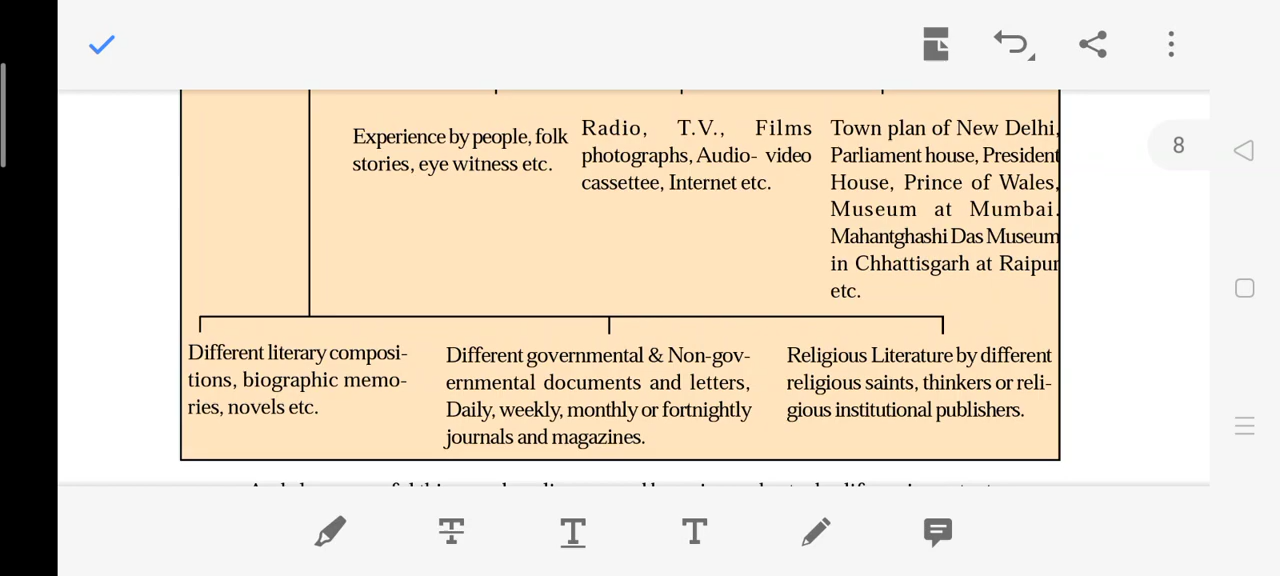 8
Experience by people, folk
stories, eye witness etc.
Radio, T.V., Films
photographs, Audio- video
cassettee, Internet etc.
Town plan of New Delhi,
Parliament house, President
House, Prince of Wales,
Museum at Mumbai.
Mahantghashi Das Museum
in Chhattisgarh at Raipur
etc.
Different literary composi-
tions, biographic memo-
ries, novels etc.
Different governmental & Non-gov-
ernmental documents and letters,
Daily, weekly, monthly or fortnightly
journals and magazines.
Religious Literature by different
religious saints, thinkers or reli-
gious institutional publishers.